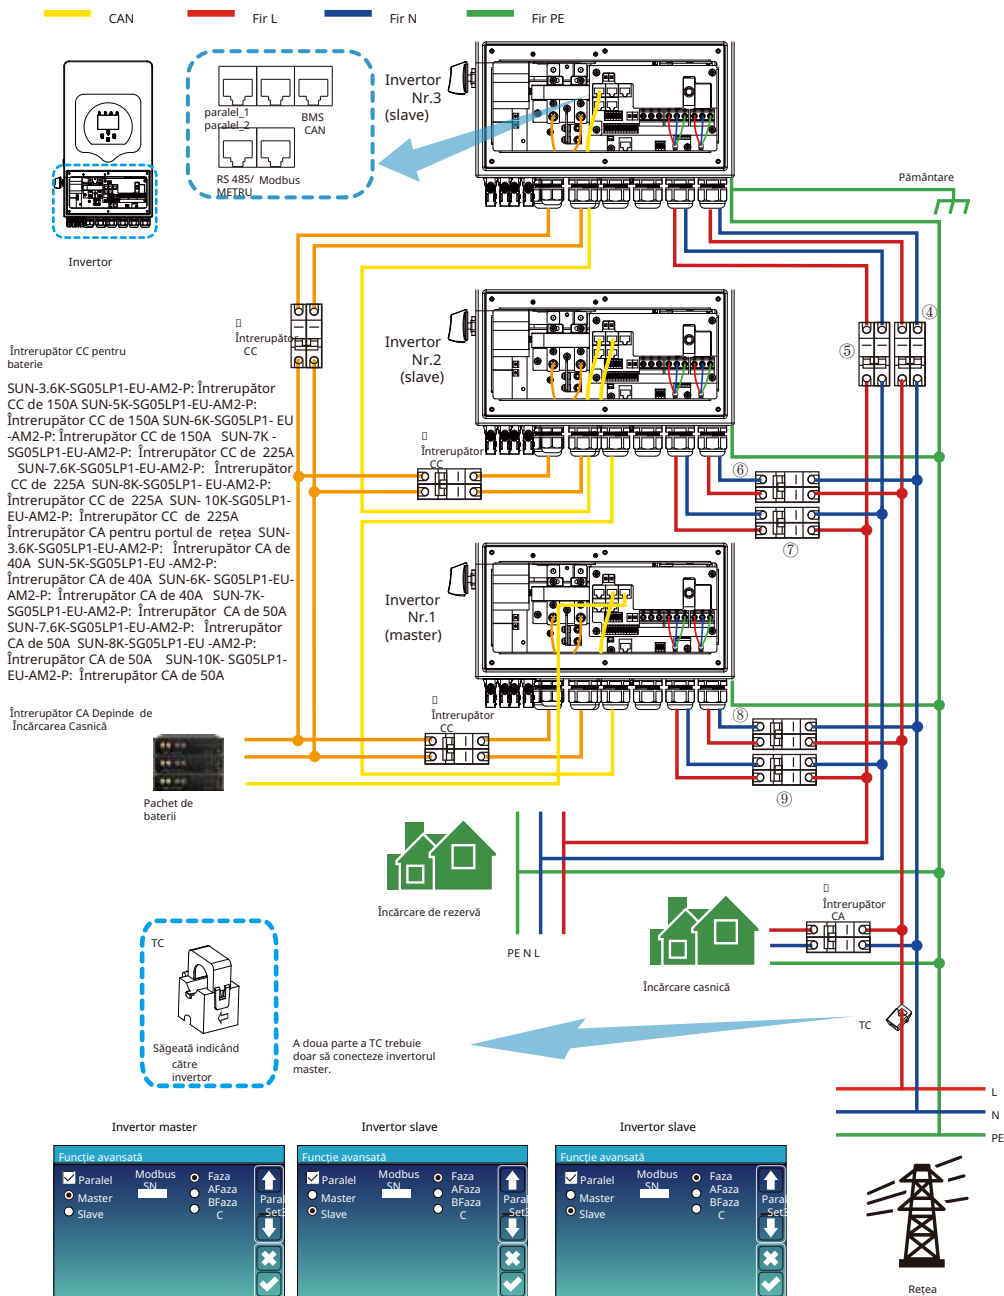 CAN
Fir L
Fir N
Fir PE
paralel_1
paralel_2
BMS
CAN
RS 485/
METRU
Modbus
Invertor
Invertor
Nr.3
(slave)
Pământare
Întrerupător
CC
④
⑤
Întrerupător CC pentru
baterie
SUN-3.6K-SG05LP1-EU-AM2-P: Întrerupător
CC de 150A SUN-5K-SG05LP1-EU-AM2-P:
Întrerupător CC de 150A SUN-6K-SG05LP1- EU
-AM2-P: Întrerupător CC de 150A SUN-7K -
SG05LP1-EU-AM2-P: Întrerupător CC de 225A
SUN-7.6K-SG05LP1-EU-AM2-P: Întrerupător
CC de 225A SUN-8K-SG05LP1- EU-AM2-P:
Întrerupător CC de 225A SUN- 10K-SG05LP1-
EU-AM2-P: Întrerupător CC de 225A
Întrerupător CA pentru portul de rețea SUN-
3.6K-SG05LP1-EU-AM2-P: Întrerupător CA de
40A SUN-5K-SG05LP1-EU -AM2-P:
Întrerupător CA de 40A SUN-6K- SG05LP1-EU-
AM2-P: Întrerupător CA de 40A SUN-7K-
SG05LP1-EU-AM2-P: Întrerupător CA de 50A
SUN-7.6K-SG05LP1-EU-AM2-P: Întrerupător
CA de 50A SUN-8K-SG05LP1-EU -AM2-P:
Întrerupător CA de 50A SUN-10K- SG05LP1-
EU-AM2-P: Întrerupător CA de 50A
Întrerupător CA Depinde de
Încărcarea Casnică
Invertor
Nr.2
(slave)
Întrerupător
CC
⑥
⑦
Invertor
Nr.1
(master)
Întrerupător
CC
⑧
⑨
Pachet de
baterii
Încărcare de rezervă
PE N L
Întrerupător
CA
Încărcare casnică
TC
Săgeată indicând
către
invertor
A doua parte a TC trebuie
doar să conecteze invertorul
master.
TC
L
N
PE
Rețea
Invertor master
Funcție avansată
Paralel
Master
Slave
Modbus
SN
Faza
AFaza
BFaza
C
Paral
Set3
Invertor slave
Funcție avansată
Paralel
Master
Slave
Modbus
SN
Faza
AFaza
BFaza
C
Paral
Set3
Invertor slave
Funcție avansată
Paralel
Master
Slave
Modbus
SN
Faza
AFaza
BFaza
C
Paral
Set3